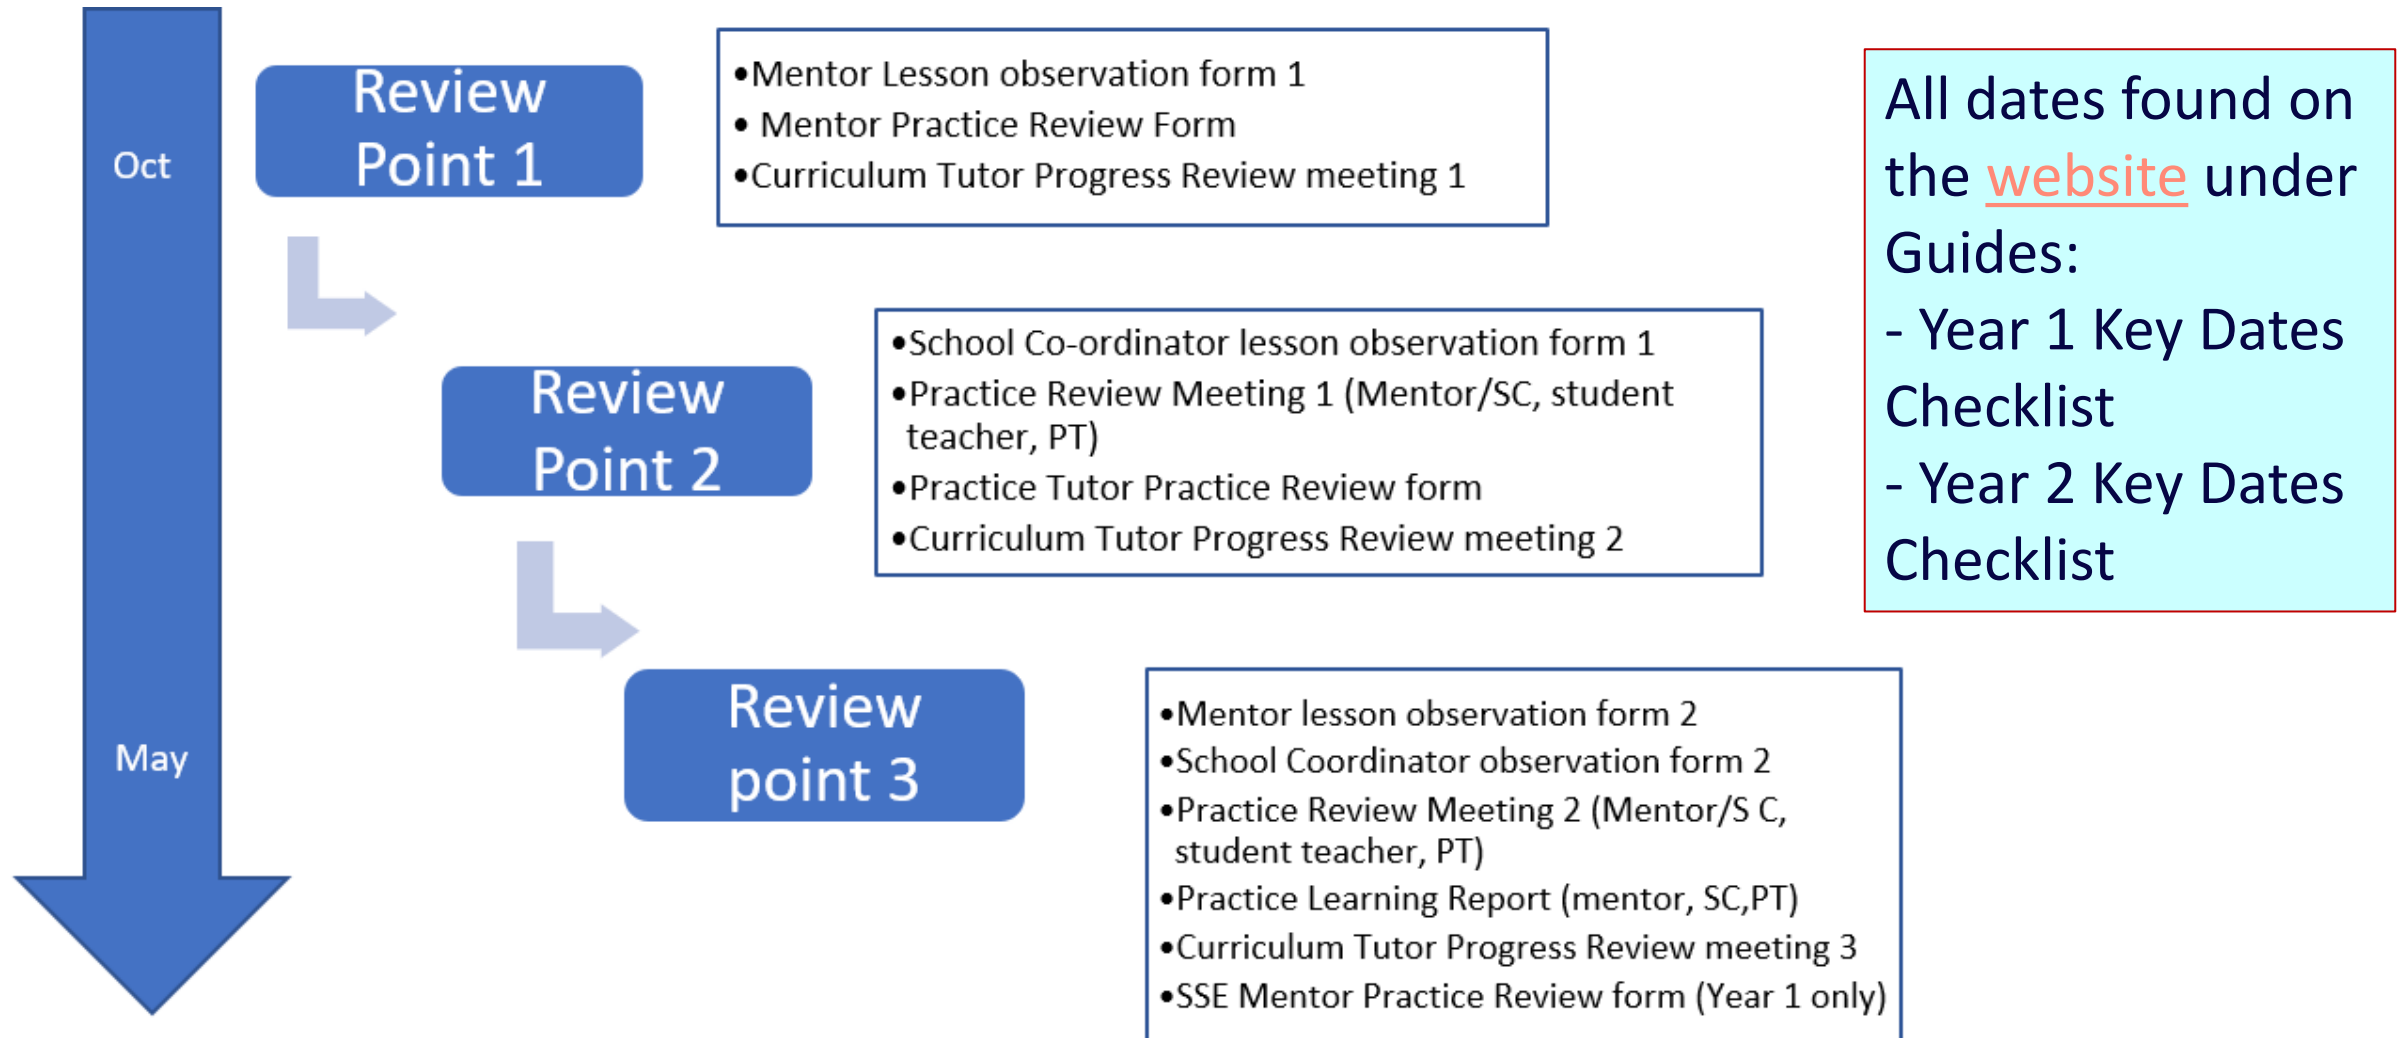 Oct
May
Review
Point 1
•Mentor Lesson observation form 1
• Mentor Practice Review Form
•Curriculum Tutor Progress Review meeting 1
Review
Point 2
•School Co-ordinator lesson observation form 1
•Practice Review Meeting 1 (Mentor/SC, student
teacher, PT)
•Practice Tutor Practice Review form
•Curriculum Tutor Progress Review meeting 2
Review
point 3
•Mentor lesson observation form 2
•School Coordinator observation form 2
•Practice Review Meeting 2 (Mentor/S C,
student teacher, PT)
•Practice Learning Report (mentor, SC,PT)
•Curriculum Tutor Progress Review meeting 3
•SSE Mentor Practice Review form (Year 1 only)
All dates found on
the website under
Guides:
- Year 1 Key Dates
Checklist
- Year 2 Key Dates
Checklist